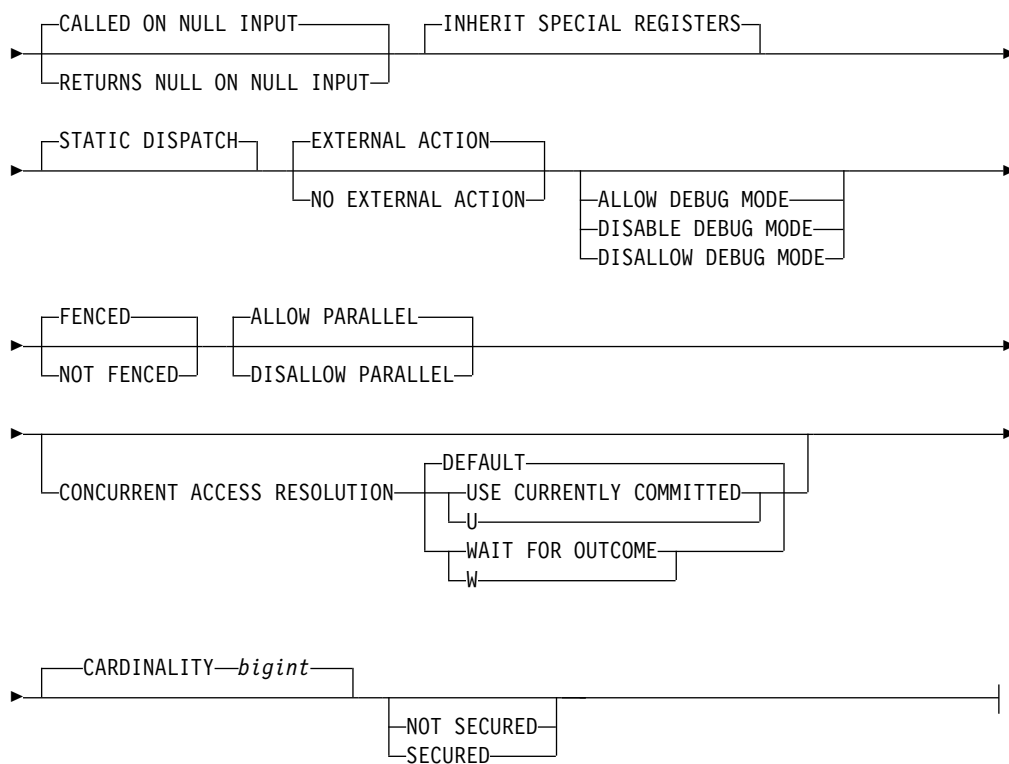 CALLED ON NULL INPUT INHERIT SPECIAL REGISTERS
RETURNS NULL ON NULL INPUT
STATIC DISPATCH EXTERNAL ACTION
NO EXTERNAL ACTION ALLOW DEBUG MODE
DISABLE DEBUG MODE
DISALLOW DEBUG MODE
FENCED ALLOW PARALLEL
NOT FENCED DISALLOW PARALLEL
DEFAULT
CONCURRENT ACCESS RESOLUTION USE CURRENTLY COMMITTED
U
WAIT FOR OUTCOME
W
CARDINALITY bigint
NOT SECURED
SECURED